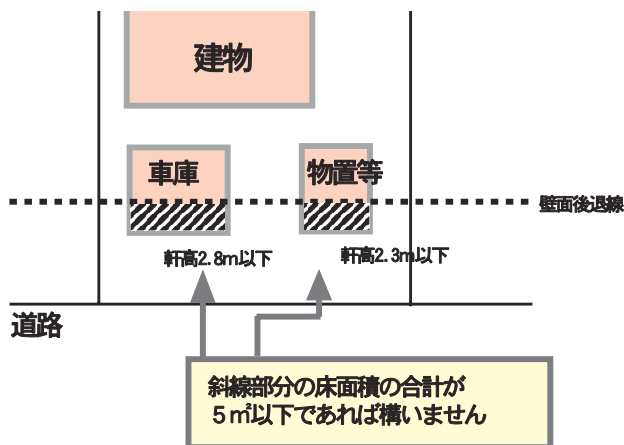 建物
車庫
物置等
壁面後退線
軒高2.8m以下
軒高2.3m以下
道路
斜線部分の床面積の合計が
5㎡以下であれば構いません